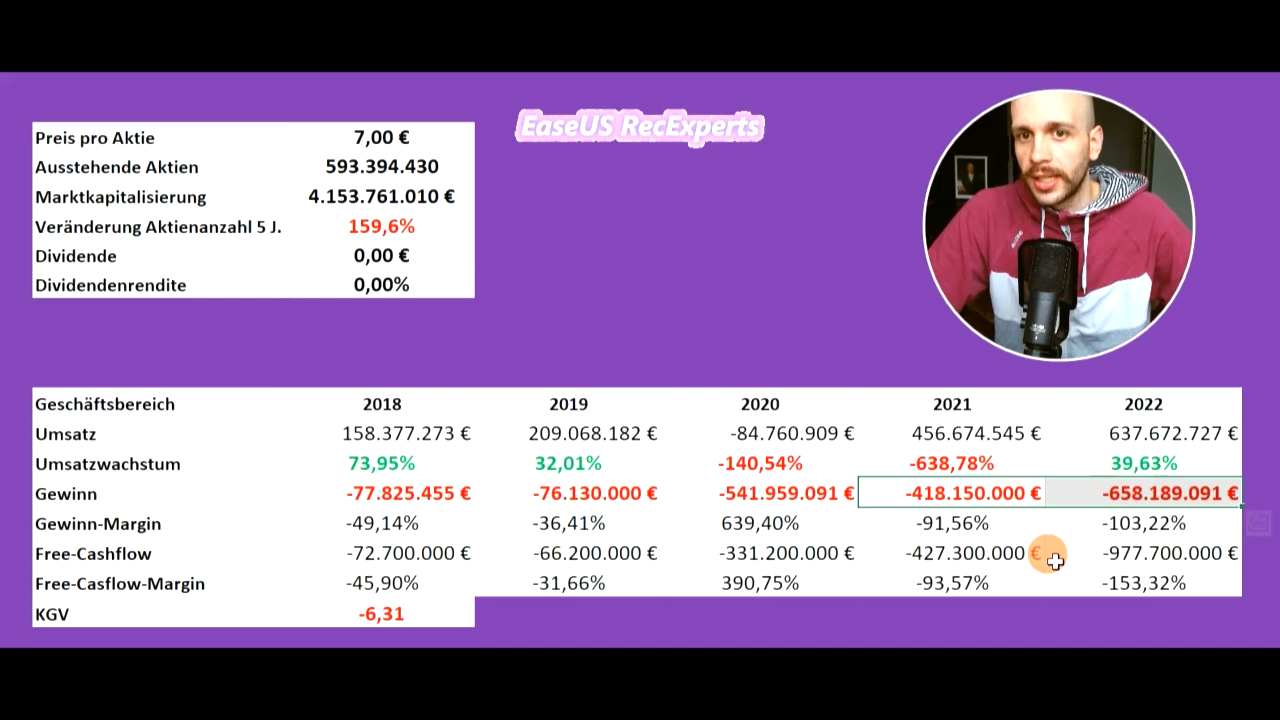 EaseUS RecExperts
Preis pro Aktie 7,00 €
Ausstehende Aktien 593.394.430
Marktkapitalisierung 4.153.761.010 €
Veränderung Aktienanzahl 5 J. 159,6%
Dividende 0,00 €
Dividendenrendite 0,00%
Geschäftsbereich 2018 2019 2020 2021 2022
Umsatz 158.377.273 € 209.068.182 € -84.760.909 € 456.674.545 € 637.672.727 €
Umsatzwachstum 73,95% 32,01% -140,54% -638,78% 39,63%
Gewinn -77.825.455 € -76.130.000 € -541.959.091 € -418.150.000 € -658.189.091 €
Gewinn-Margin -49,14% -36,41% 639,40% -91,56% -103,22%
Free-Cashflow -72.700.000 € -66.200.000 € -331.200.000 € -427.300.000 € -977.700.000 €
Free-Casflow-Margin -45,90% -31,66% 390,75% -93,57% -153,32%
KGV -6,31